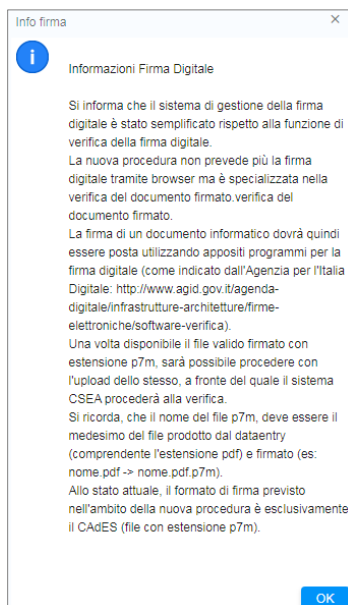 Info firma
Informazioni Firma Digitale
Si informa che il sistema di gestione della firma
digitale è stato semplificato rispetto alla funzione di
verifica della firma digitale.
La nuova procedura non prevede più la firma
digitale tramite browser ma è specializzata nella
verifica del documento firmato.verifica del
documento firmato.
La firma di un documento informatico dovrà quindi
essere posta utilizzando appositi programmi per la
firma digitale (come indicato dall'Agenzia per l'Italia
Digitale: http://www.agid.gov.it/agenda-
digitale/infrastrutture-architetture/firme-
elettroniche/software-verifica).
Una volta disponibile il file valido firmato con
estensione p7m, sarà possibile procedere con
l'upload dello stesso, a fronte del quale il sistema
CSEA procederà alla verifica.
Si ricorda, che il nome del file p7m, deve essere il
medesimo del file prodotto dal dataentry
(comprendente l'estensione pdf) e firmato (es:
nome.pdf -> nome.pdf.p7m).
Allo stato attuale, il formato di firma previsto
nell'ambito della nuova procedura è esclusivamente
il CAdES (file con estensione p7m).
OK